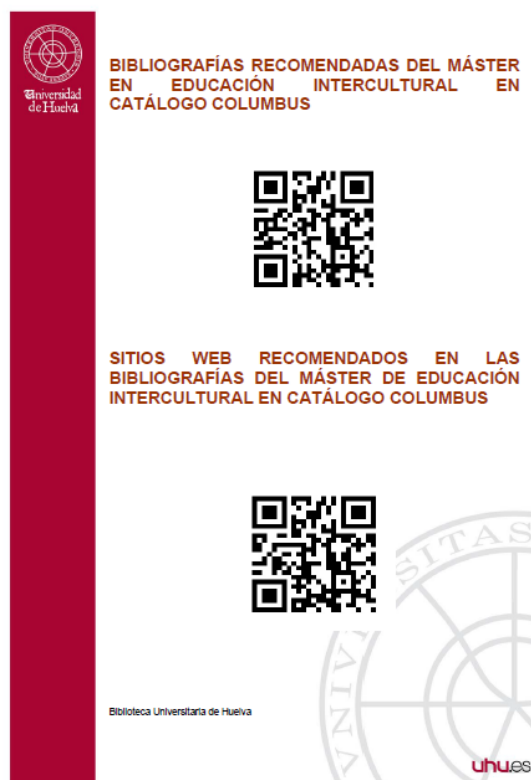 Universidad
de Huelva
BIBLIOGRAFÍAS RECOMENDADAS DEL MÁSTER
EN EDUCACIÓN INTERCULTURAL EN
CATÁLOGO COLUMBUS
SITIOS WEB RECOMENDADOS EN LAS
BIBLIOGRAFÍAS DEL MÁSTER DE EDUCACIÓN
INTERCULTURAL EN CATÁLOGO COLUMBUS
Biblioteca Universitaria de Huelva
uhu.es